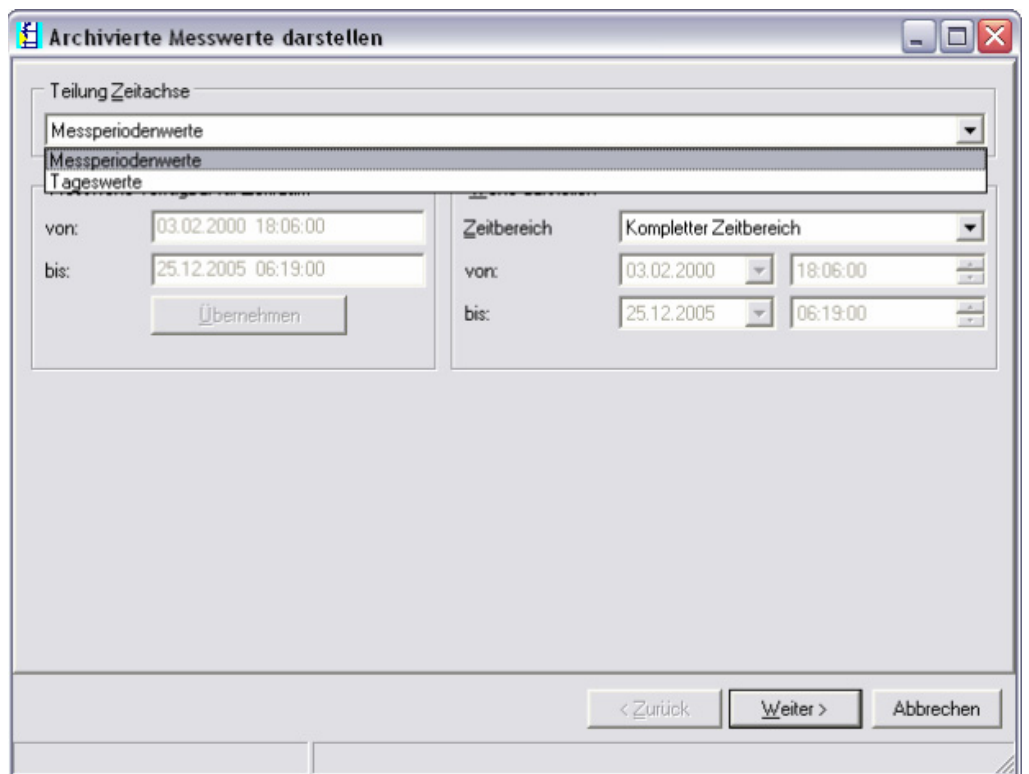 Archivierte Messwerte darstellen
Teilung Zeitachse
Messperiodenwerte
Messperiodenwerte
Tageswerte
von:
03.02.2000 18:06:00
bis:
25.12.2005 06:19:00
Übernehmen
Zeitbereich
Kompletter Zeitbereich
von:
03.02.2000
18:06:00
bis:
25.12.2005
06:19:00
< Zurück
Weiter >
Abbrechen